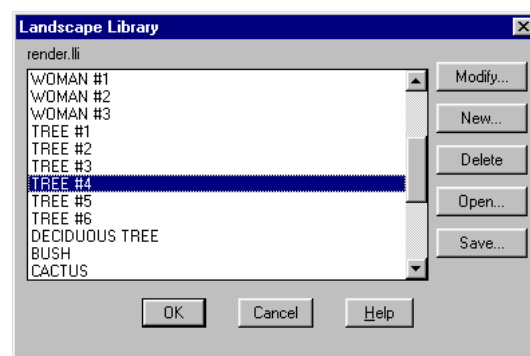 Landscape Library
render.lli
WOMAN #1
WOMAN #2
WOMAN #3
TREE #1
TREE #2
TREE #3
TREE #4
TREE #5
TREE #6
DECIDUOUS TREE
BUSH
CACTUS
Modify...
New...
Delete
Open...
Save...
OK
Cancel
Help